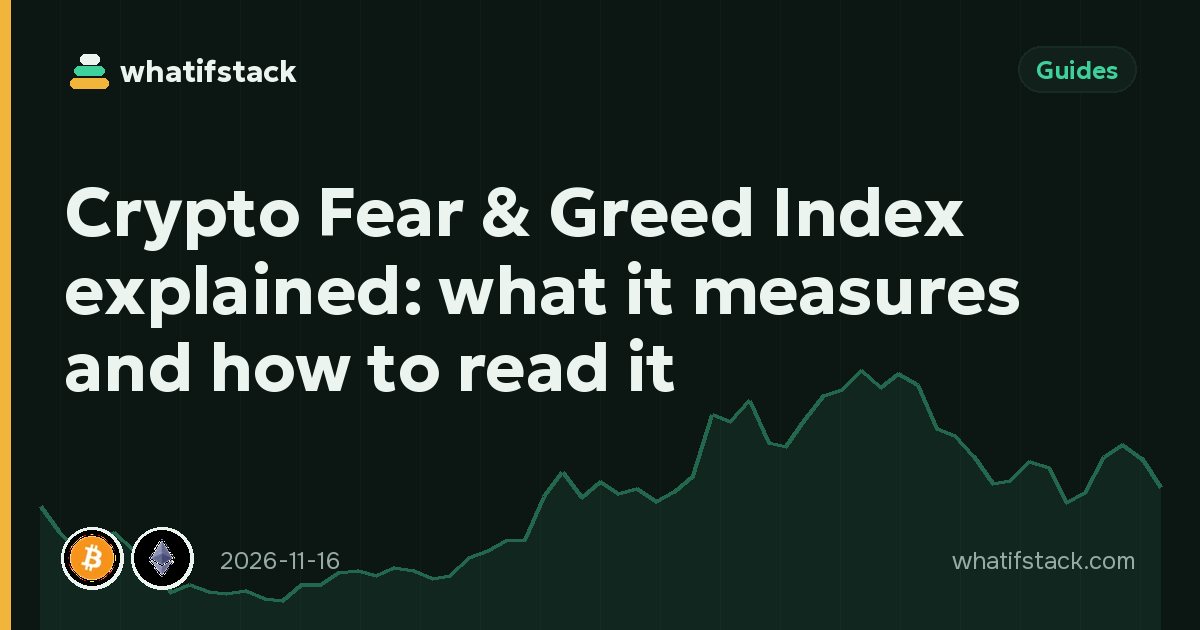 whatifstack
Guides
Crypto Fear & Greed Index
explained: what it measures
and how to read it
2026-11-16
whatifstack.com